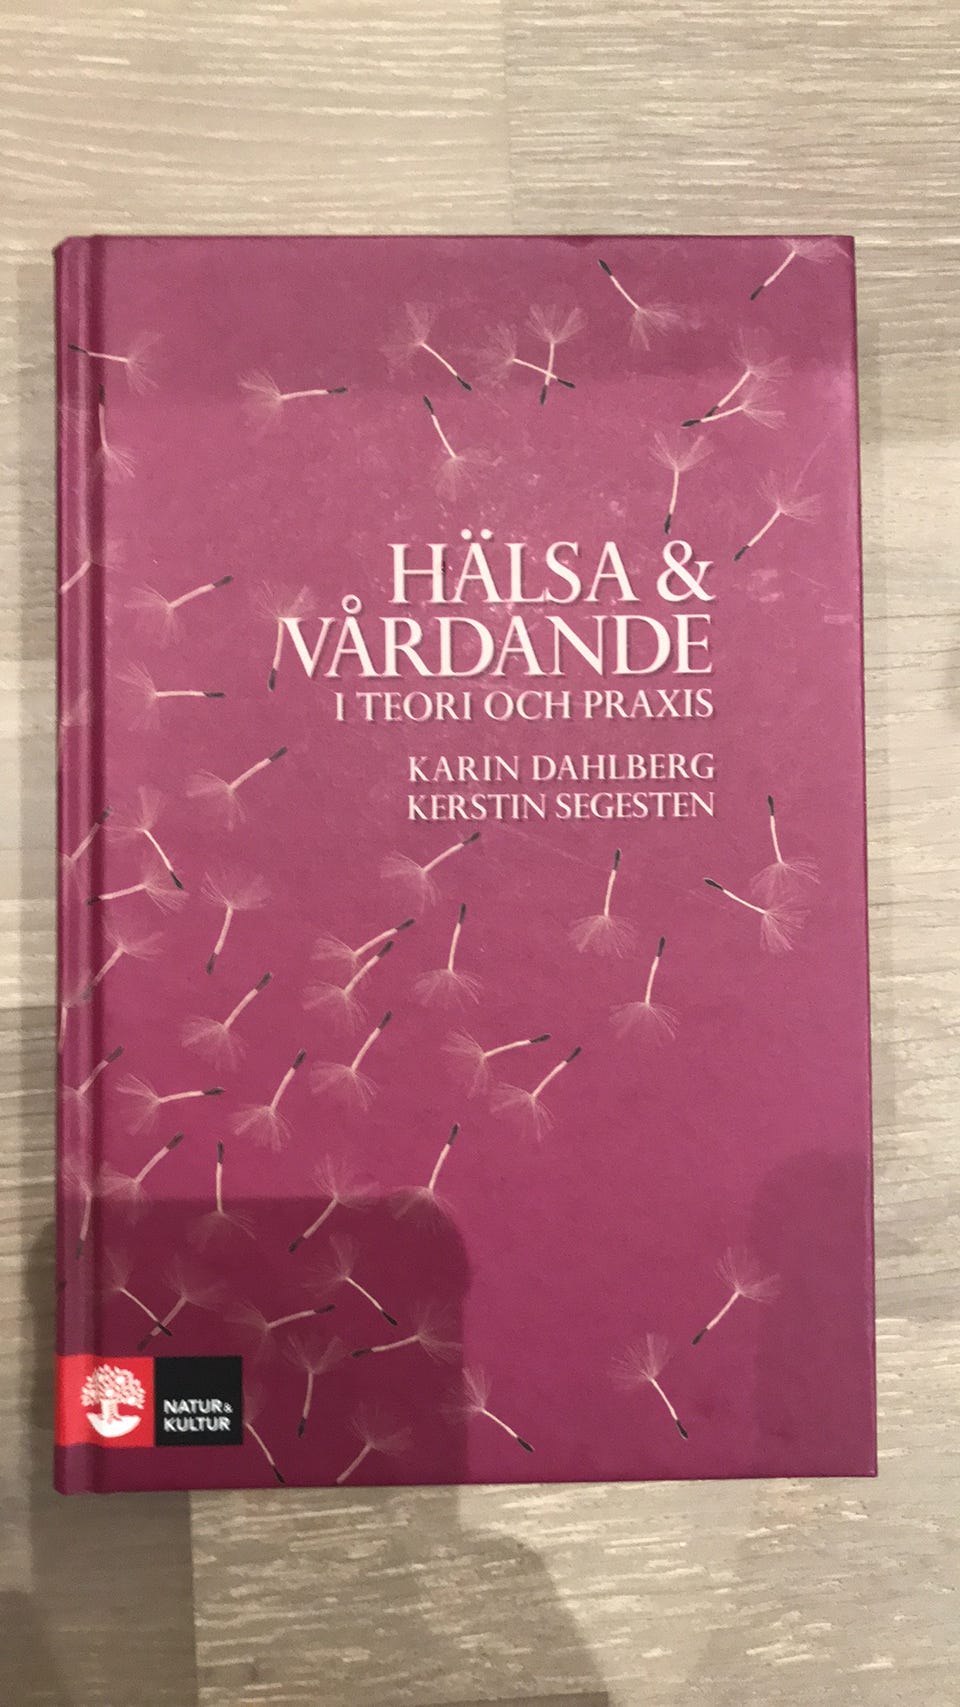 HÄLSA &
VÅRDANDE
I TEORI OCH PRAXIS
KARIN DAHLBERG
KERSTIN SEGESTEN
NATUR&
KULTUR